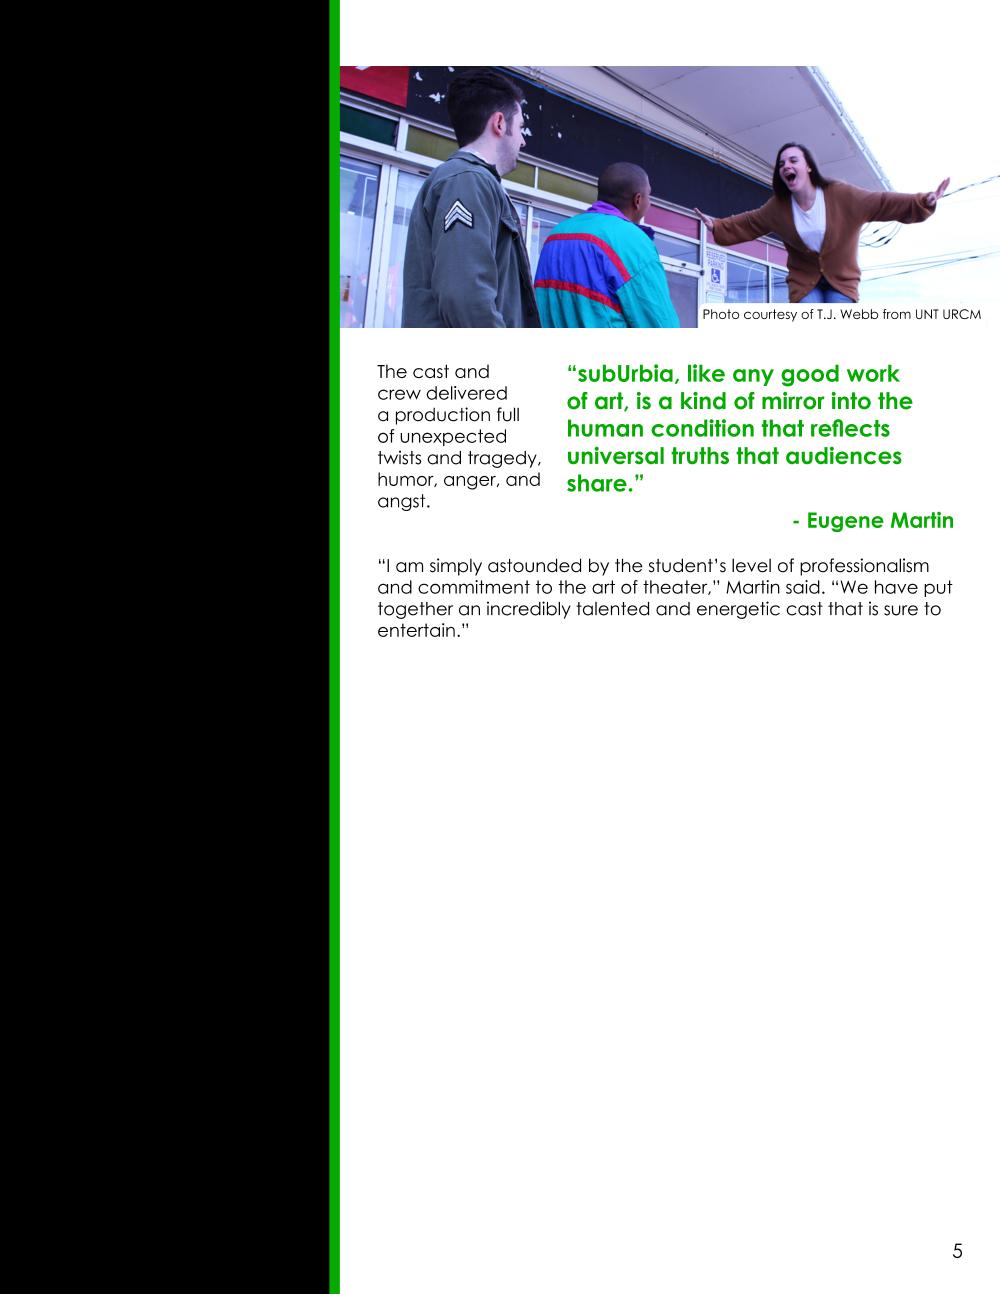 RESERVED
PARKING
Photo courtesy of T.J. Webb from UNT URCM
The cast and
crew delivered
a production full
of unexpected
twists and tragedy,
humor, anger, and
angst.
“subUrbia, like any good work
of art, is a kind of mirror into the
human condition that reflects
universal truths that audiences
share.”
- Eugene Martin
“I am simply astounded by the student’s level of professionalism
and commitment to the art of theater,” Martin said. “We have put
together an incredibly talented and energetic cast that is sure to
entertain.”
5